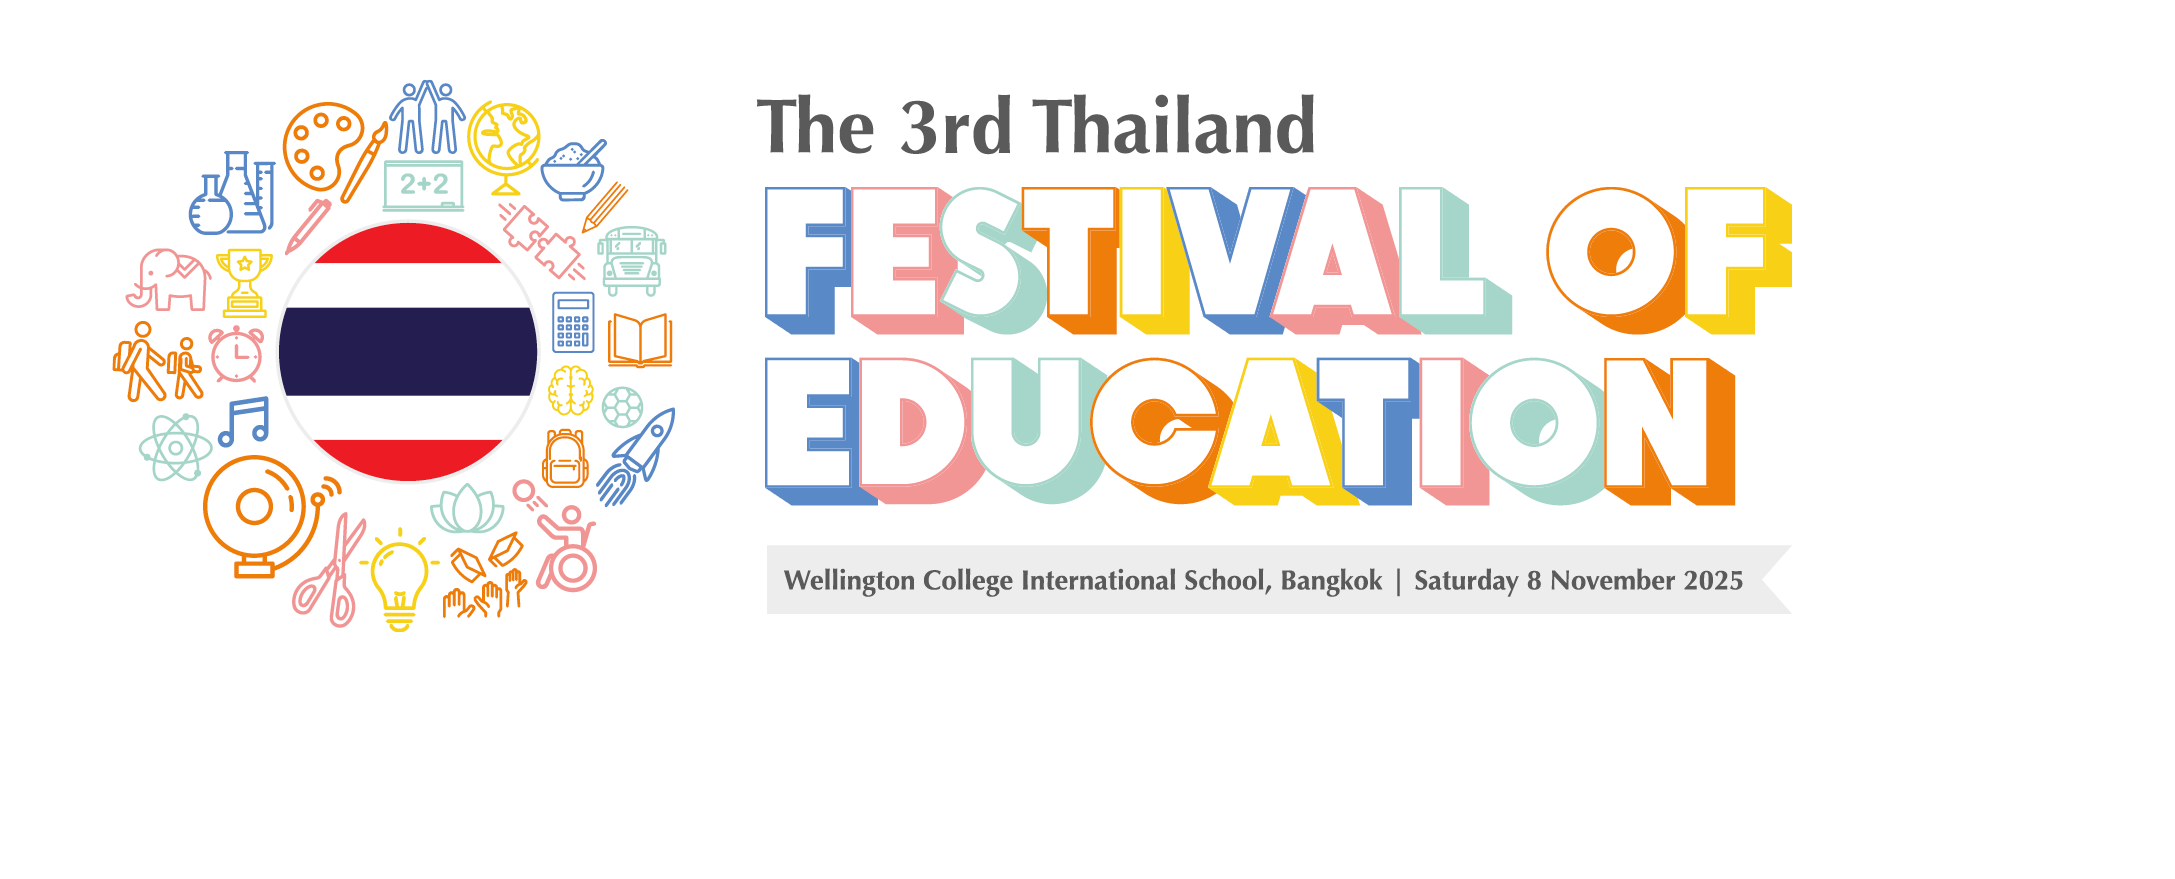 2+2
The 3rd Thailand
FESTIVAL OF
EDUCATION
Wellington College International School, Bangkok | Saturday 8 November 2025